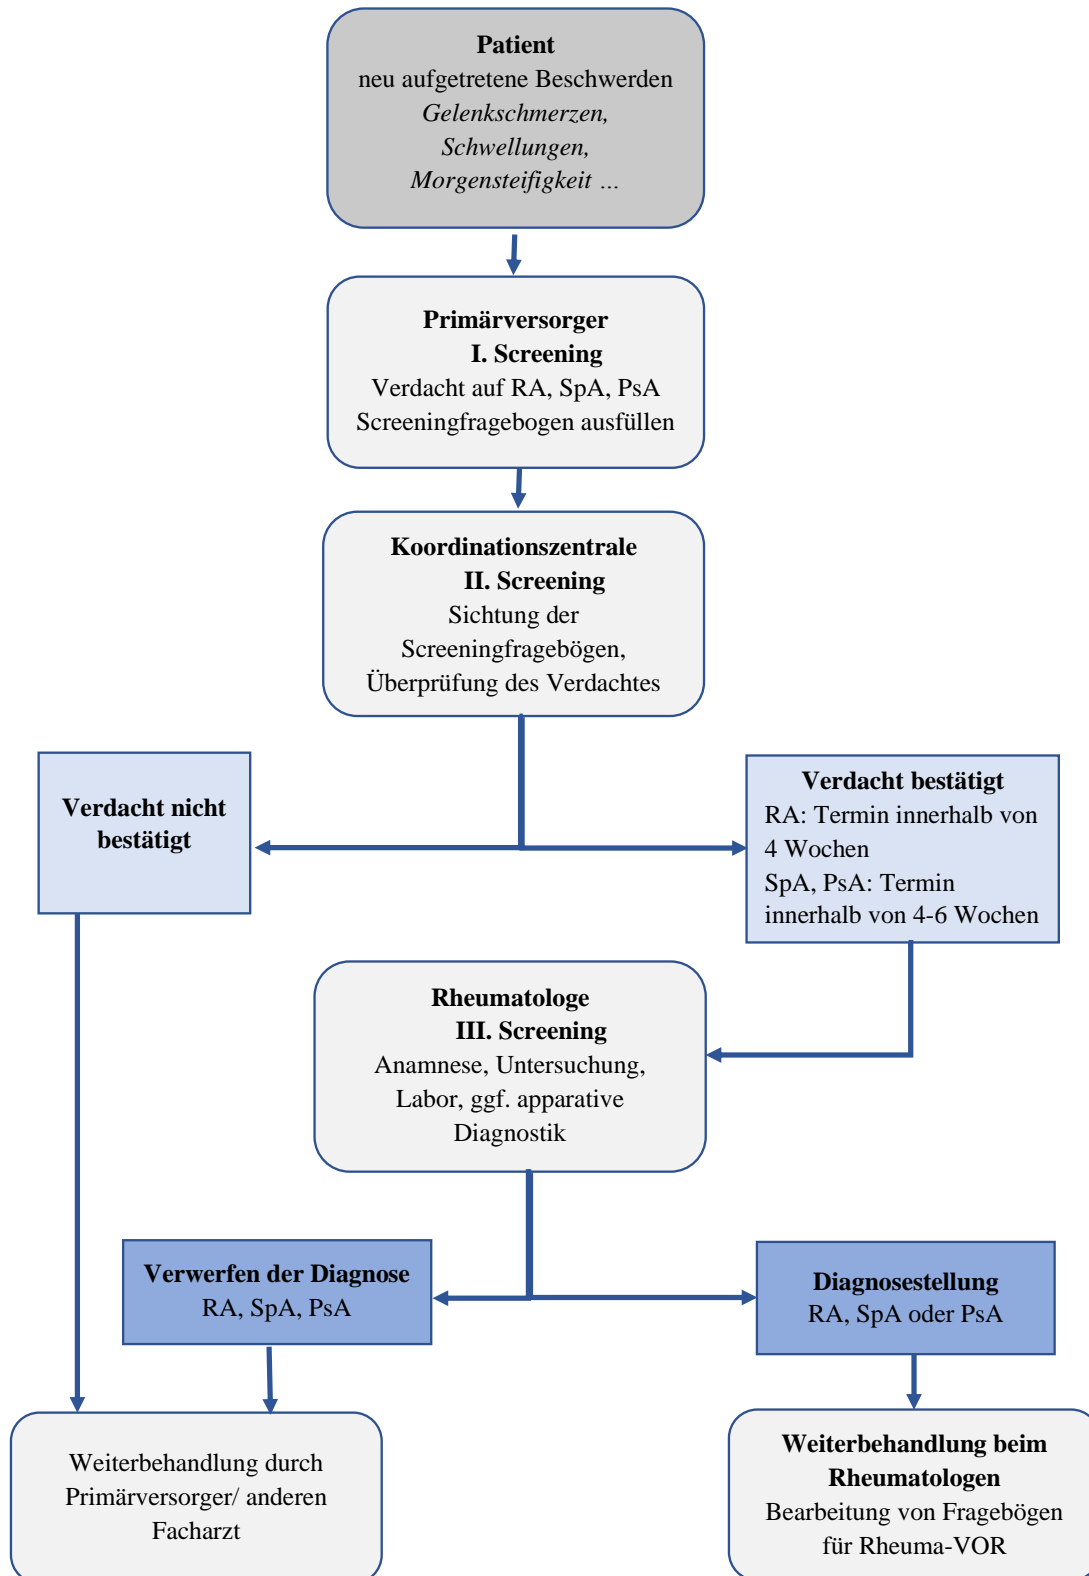 Patient
neu aufgetretene Beschwerden
Gelenkschmerzen,
Schwellungen,
Morgensteifigkeit ...
Primärversorger
I. Screening
Verdacht auf RA, SpA, PsA
Screeningfragebogen ausfüllen
Koordinationszentrale
II. Screening
Sichtung der
Screeningfragebögen,
Überprüfung des Verdachtes
Verdacht nicht
bestätigt
Verdacht bestätigt
RA: Termin innerhalb von
4 Wochen
SpA, PsA: Termin
innerhalb von 4-6 Wochen
Rheumatologe
III. Screening
Anamnese, Untersuchung,
Labor, ggf. apparative
Diagnostik
Verwerfen der Diagnose
RA, SpA, PsA
Diagnosestellung
RA, SpA oder PsA
Weiterbehandlung durch
Primärversorger/ anderen
Facharzt
Weiterbehandlung beim
Rheumatologen
Bearbeitung von Fragebögen
für Rheuma-VOR